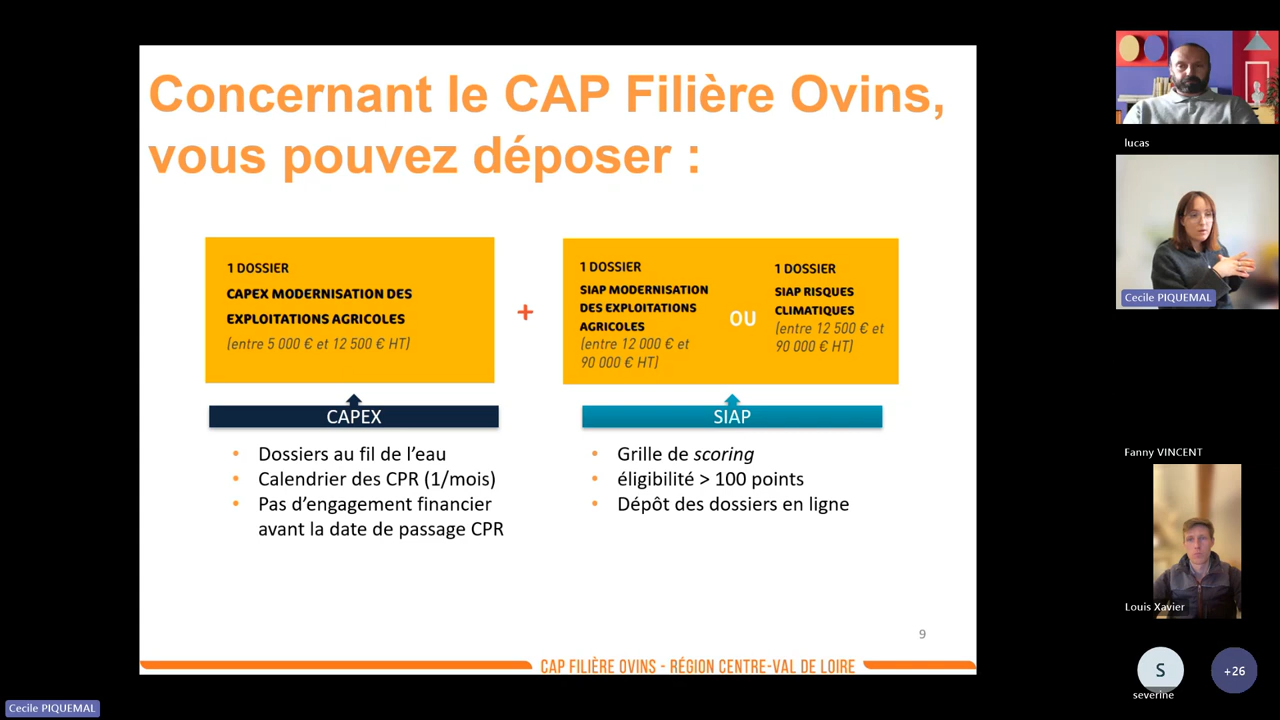 Concernant le CAP Filière Ovins,
vous pouvez déposer :
1 DOSSIER
CAPEX MODERNISATION DES
EXPLOITATIONS AGRICOLES
(entre 5 000 € et 12 500 € HT)
+
1 DOSSIER
SIAP MODERNISATION
DES EXPLOITATIONS
AGRICOLES
(entre 12 000 € et
90 000 € HT)
OU
1 DOSSIER
SIAP RISQUES
CLIMATIQUES
(entre 12 500 € et
90 000 € HT)
CAPEX
• Dossiers au fil de l’eau
• Calendrier des CPR (1/mois)
• Pas d’engagement financier
avant la date de passage CPR
SIAP
• Grille de scoring
• éligibilité > 100 points
• Dépôt des dossiers en ligne
9
CAP FILIÈRE OVINS - RÉGION CENTRE-VAL DE LOIRE
lucas
Cecile PIQUEMAL
Fanny VINCENT
Louis Xavier
S
severine
+26
Cecile PIQUEMAL